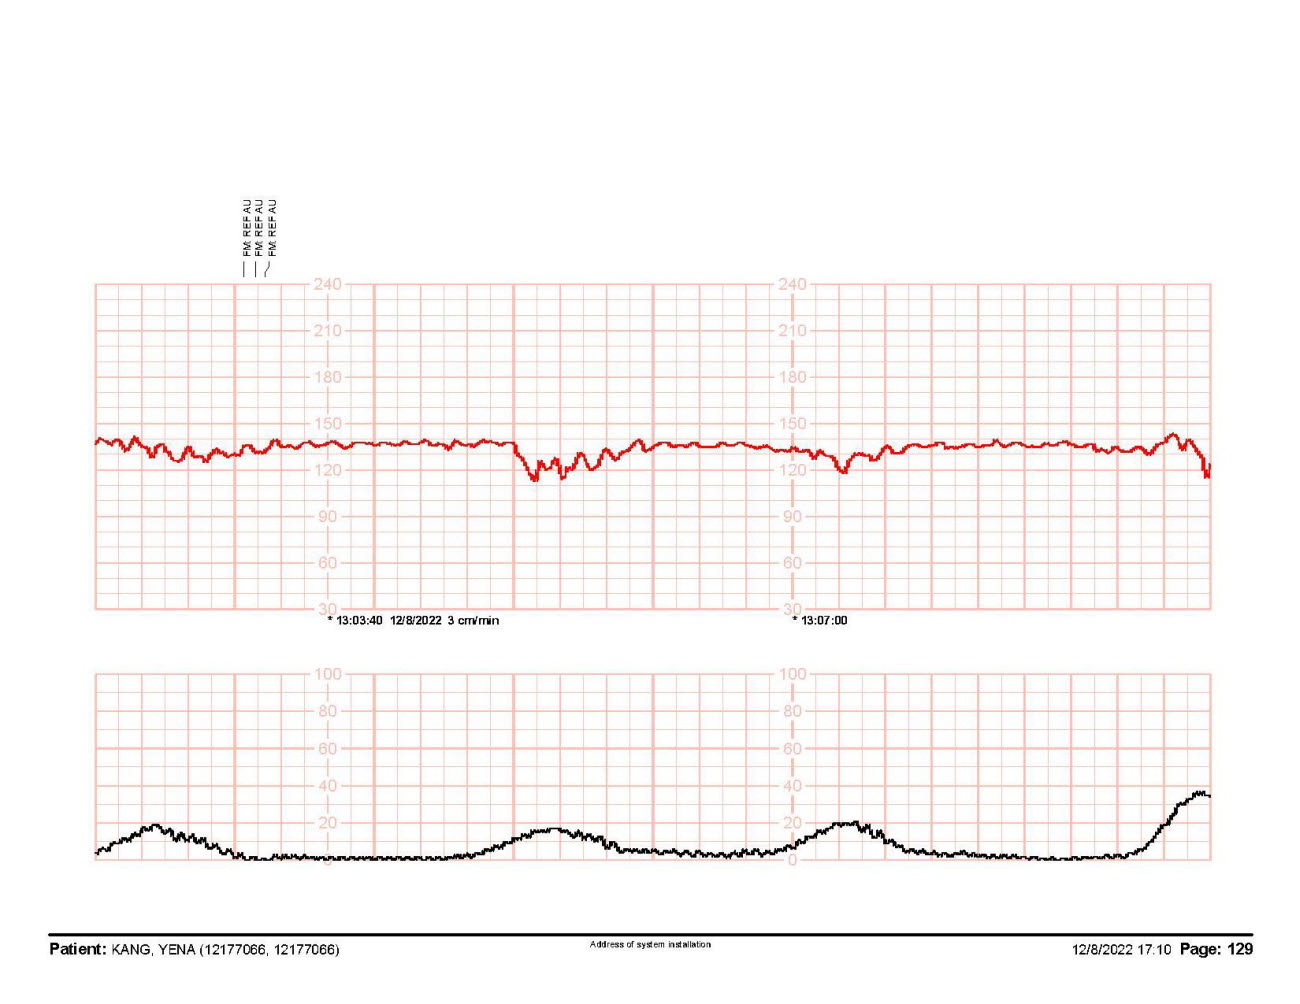 FM: REF AU
FM: REF AU
FM: REF AU
240 240
210 210
180 180
150 150
120 120
90 90
60 60
30 30
* 13:03:40 12/8/2022 3 cm/min * 13:07:00
100 100
80 80
60 60
40 40
20 20
0 0
Patient: KANG, YENA (12177066, 12177066) Address of system installation 12/8/2022 17:10 Page: 129